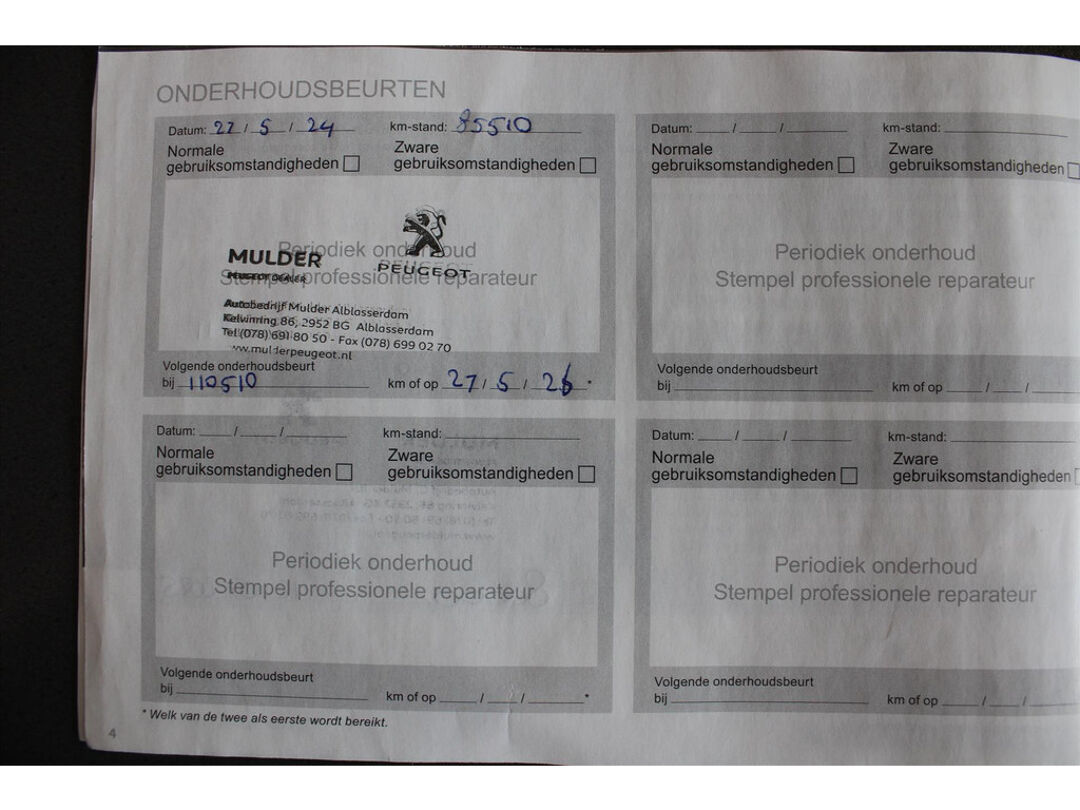 ONDERHOUDSBEURTEN
Datum: 27 / 5 / 24 km-stand: 85510
Normale gebruiksomstandigheden Zware gebruiksomstandigheden
Periodiek onderhoud
Stempel professionele reparateur
MULDER
PEUGEOT DEALER
PEUGEOT
Autobedrijf Mulder Alblasserdam
Kelvinring 86, 2952 BG Alblasserdam
Tel. (078) 691 80 50 - Fax (078) 699 02 70
www.mulderpeugeot.nl
Volgende onderhoudsbeurt
bij 110510 km of op 27 / 5 / 26 *
Datum: / / km-stand:
Normale gebruiksomstandigheden Zware gebruiksomstandigheden
Periodiek onderhoud
Stempel professionele reparateur
Volgende onderhoudsbeurt
bij km of op / /
Datum: / / km-stand:
Normale gebruiksomstandigheden Zware gebruiksomstandigheden
Periodiek onderhoud
Stempel professionele reparateur
Volgende onderhoudsbeurt
bij km of op / / *
Datum: / / km-stand:
Normale gebruiksomstandigheden Zware gebruiksomstandigheden
Periodiek onderhoud
Stempel professionele reparateur
Volgende onderhoudsbeurt
bij km of op / /
* Welk van de twee als eerste wordt bereikt.
4